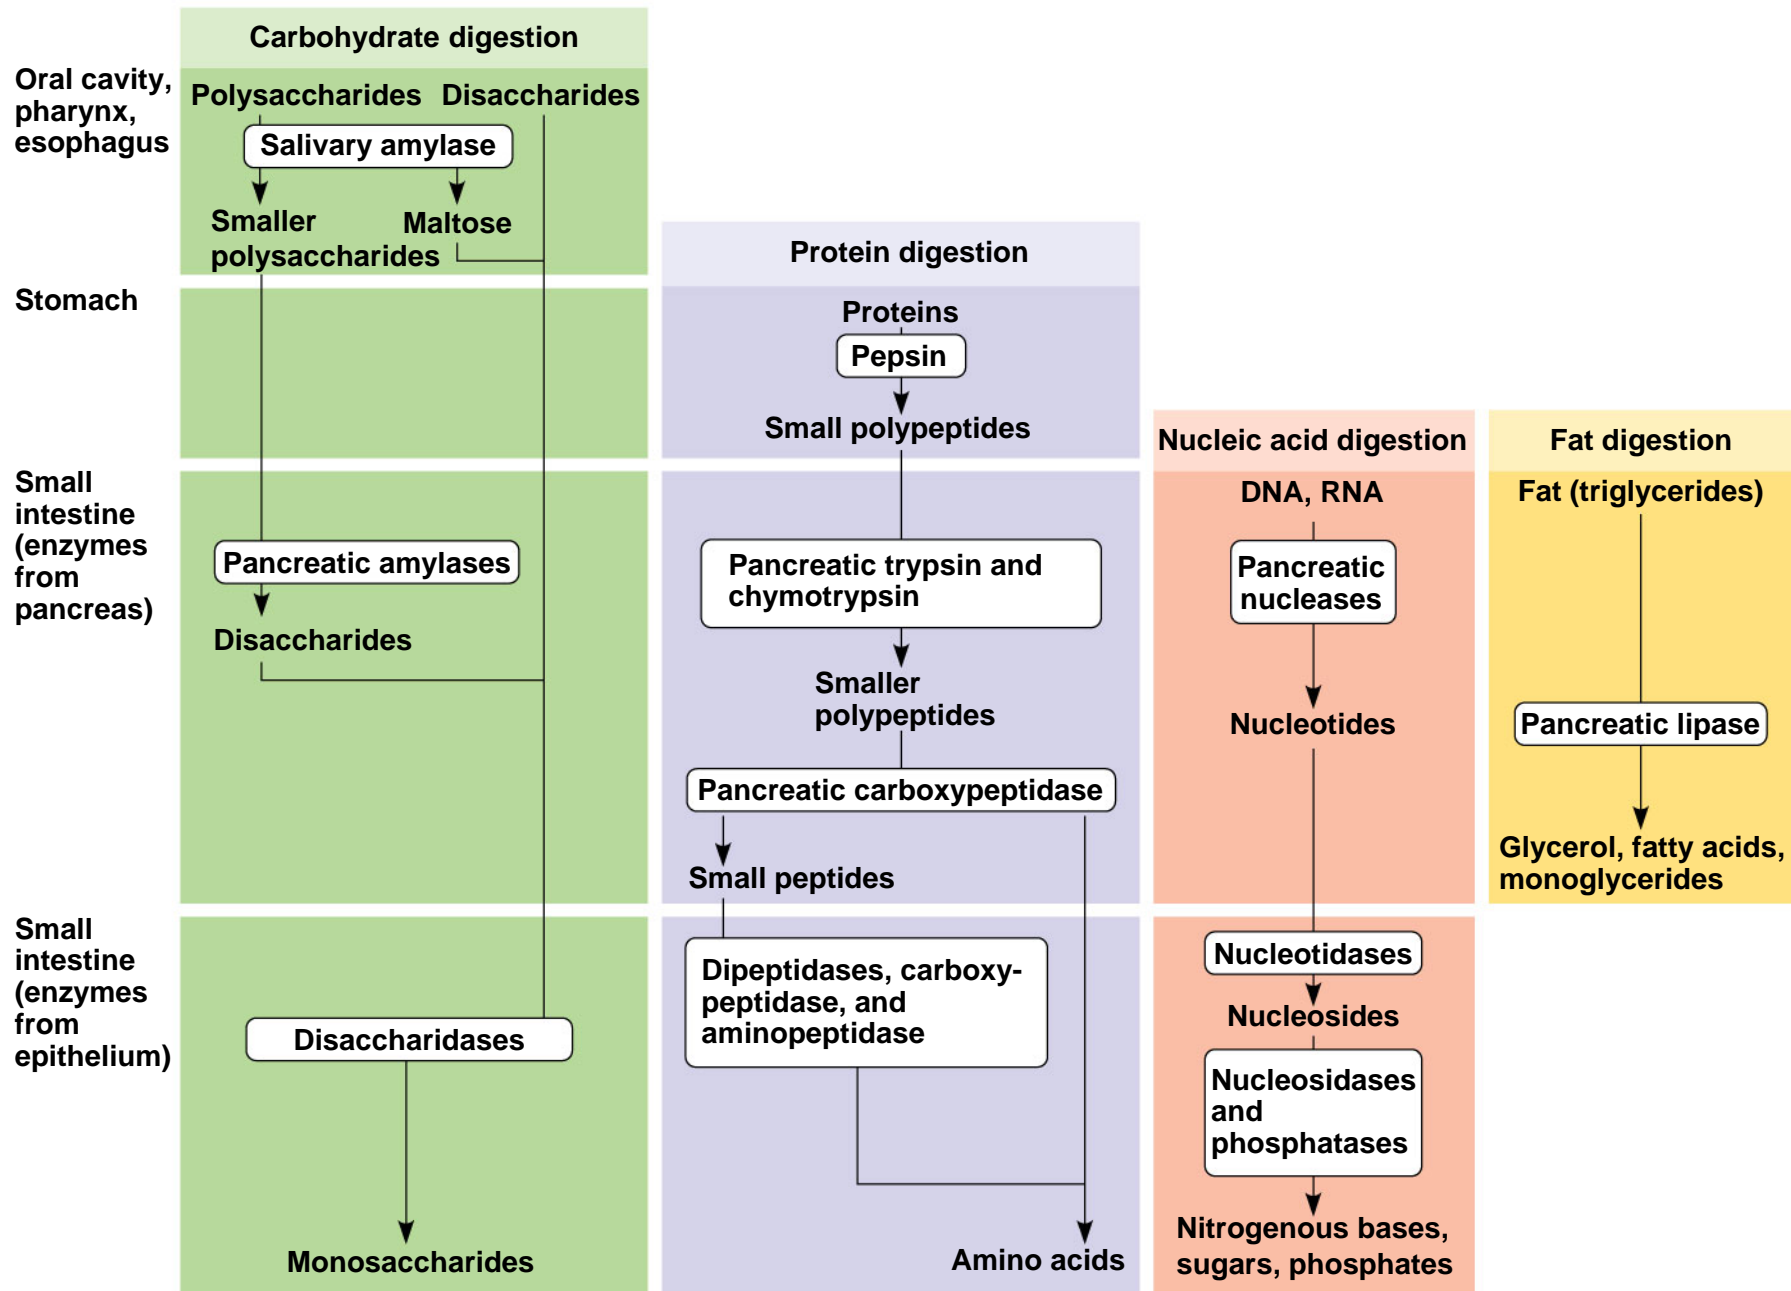 Carbohydrate digestion
Oral cavity,
pharynx,
esophagus
Polysaccharides
Disaccharides
Salivary amylase
Smaller
polysaccharides
Maltose
Protein digestion
Stomach
Proteins
Pepsin
Small polypeptides
Nucleic acid digestion
Fat digestion
Small
intestine
(enzymes
from
pancreas)
Pancreatic amylases
Disaccharides
Pancreatic trypsin and
chymotrypsin
Smaller
polypeptides
Pancreatic carboxypeptidase
Small peptides
DNA, RNA
Pancreatic
nucleases
Nucleotides
Fat (triglycerides)
Pancreatic lipase
Glycerol, fatty acids,
monoglycerides
Small
intestine
(enzymes
from
epithelium)
Disaccharidases
Monosaccharides
Dipeptidases, carboxy-
peptidase, and
aminopeptidase
Amino acids
Nucleotidases
Nucleosides
Nucleosidases
and
phosphatases
Nitrogenous bases,
sugars, phosphates